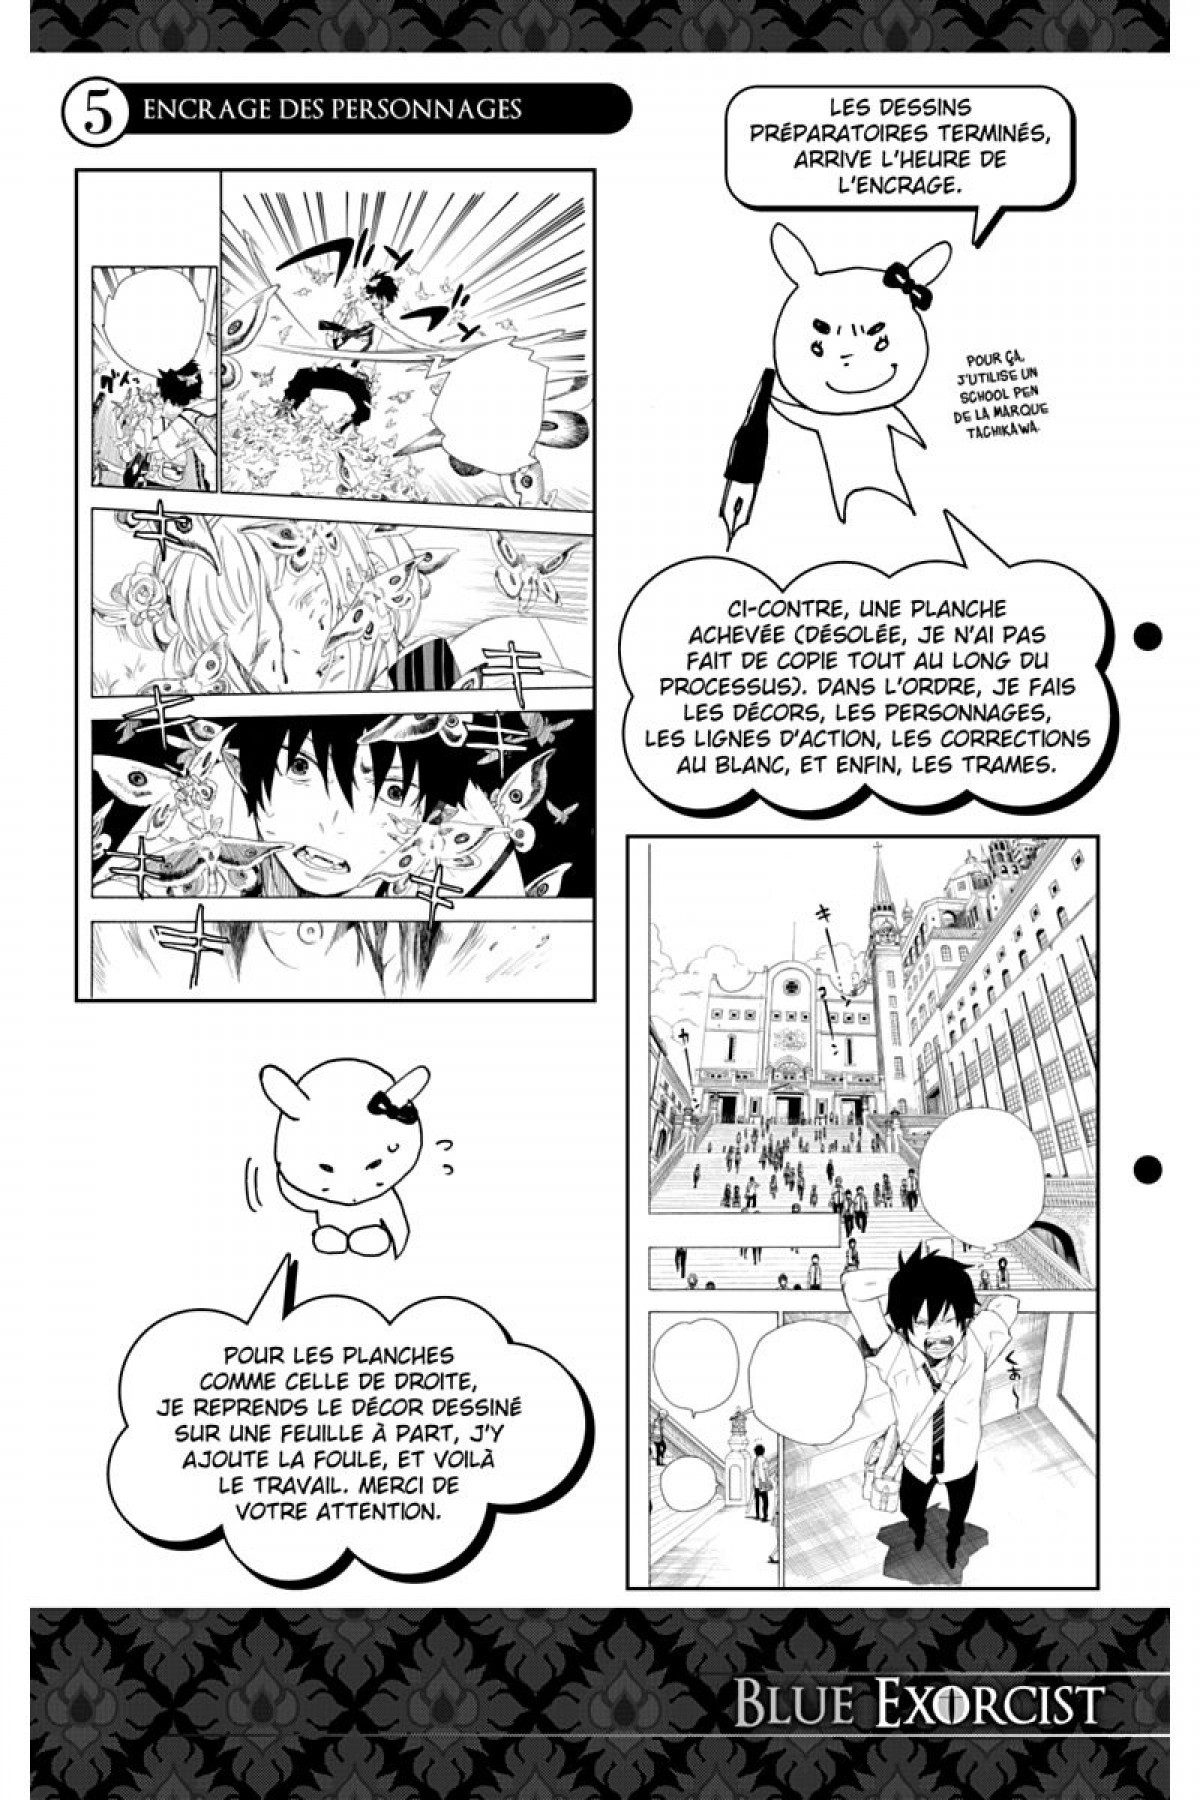 5 ENCRAGE DES PERSONNAGES
LES DESSINS
PRÉPARATOIRES TERMINÉS,
ARRIVE L'HEURE DE
L'ENCRAGE.
POUR ÇA,
J'UTILISE UN
SCHOOL PEN
DE LA MARQUE
TACHIKAWA.
CI-CONTRE, UNE PLANCHE
ACHEVÉE (DÉSOLÉE, JE N'AI PAS
FAIT DE COPIE TOUT AU LONG DU
PROCESSUS). DANS L'ORDRE, JE FAIS
LES DÉCORS, LES PERSONNAGES,
LES LIGNES D'ACTION, LES CORRECTIONS
AU BLANC, ET ENFIN, LES TRAMES.
POUR LES PLANCHES
COMME CELLE DE DROITE,
JE REPRENDS LE DÉCOR DESSINÉ
SUR UNE FEUILLE À PART, J'Y
AJOUTE LA FOULE, ET VOILÀ
LE TRAVAIL. MERCI DE
VOTRE ATTENTION.
BLUE EXORCIST